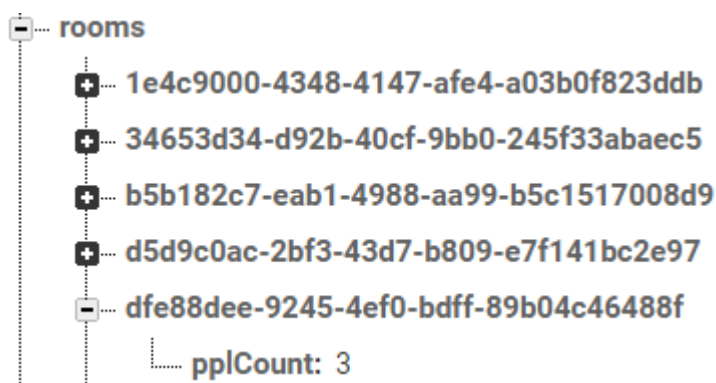 rooms
1e4c9000-4348-4147-afe4-a03b0f823ddb
34653d34-d92b-40cf-9bb0-245f33abaec5
b5b182c7-eab1-4988-aa99-b5c1517008d9
d5d9c0ac-2bf3-43d7-b809-e7f141bc2e97
dfe88dee-9245-4ef0-bdff-89b04c46488f
pplCount: 3